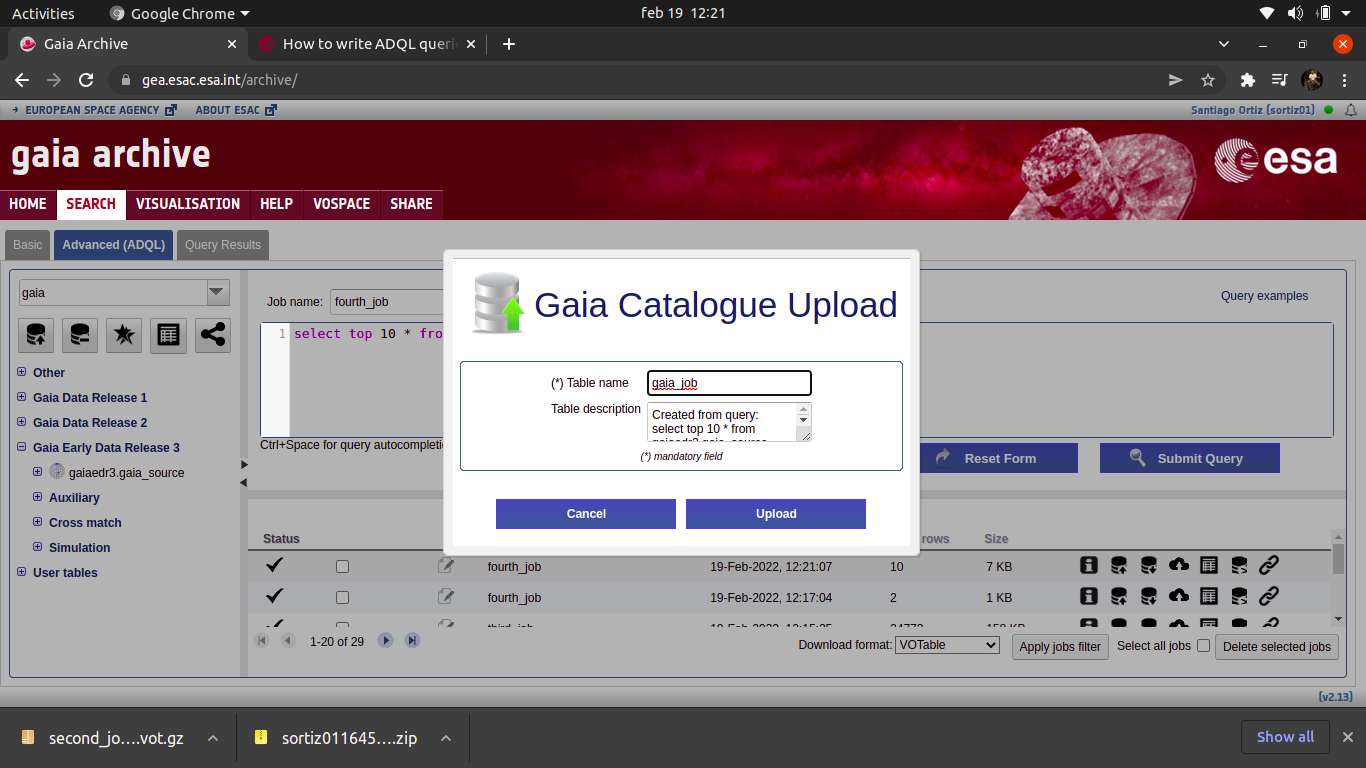 Activities
Google Chrome
feb 19 12:21
Gaia Archive
How to write ADQL queri
gea.esac.esa.int/archive/
EUROPEAN SPACE AGENCY
ABOUT ESAC
Santiago Ortiz (sortiz01)
gaia archive
esa
HOME
SEARCH
VISUALISATION
HELP
VOSPACE
SHARE
Basic
Advanced (ADQL)
Query Results
gaia
Job name:
fourth_job
Query examples
1
select top 10 * fro
Other
Gaia Data Release 1
Gaia Data Release 2
Gaia Early Data Release 3
gaiaedr3.gaia_source
Auxiliary
Cross match
Simulation
User tables
Ctrl+Space for query autocompleti
Reset Form
Submit Query
Gaia Catalogue Upload
(*) Table name
gaia_job
Table description
Created from query:
select top 10 * from
(*) mandatory field
Cancel
Upload
Status
rows
Size
fourth_job
19-Feb-2022, 12:21:07
10
7 KB
fourth_job
19-Feb-2022, 12:17:04
2
1 KB
1-20 of 29
Download format:
VOTable
Apply jobs filter
Select all jobs
Delete selected jobs
(v2.13)
second_jo....vot.gz
sortiz011645....zip
Show all